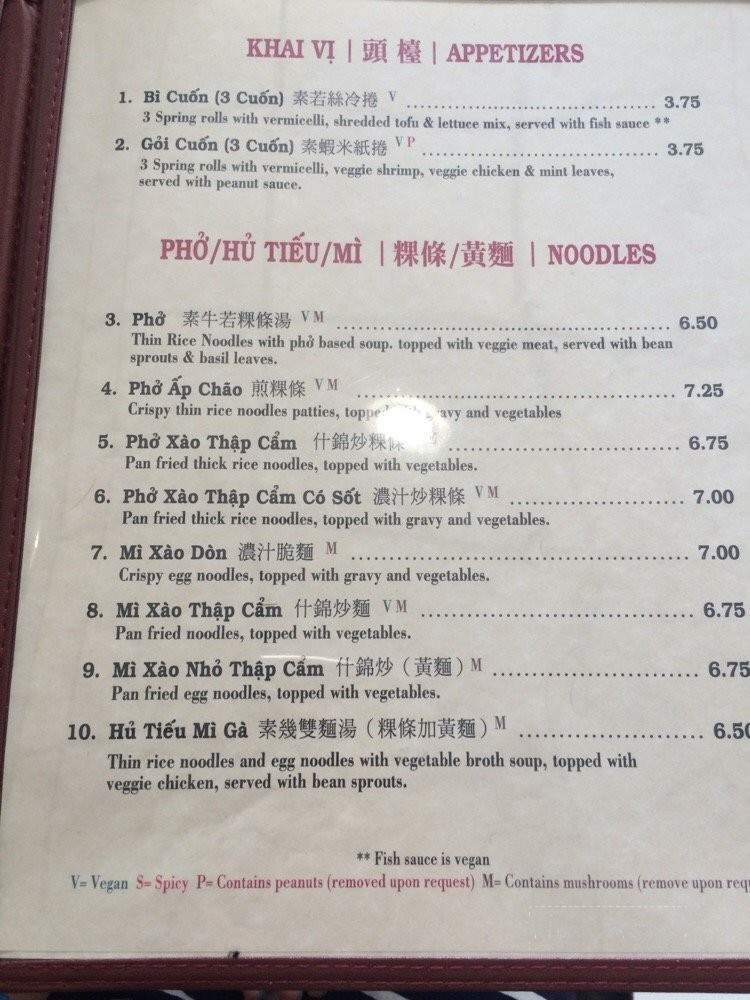 KHAI VỊ | 頭檯 | APPETIZERS
1. Bì Cuốn (3 Cuốn) 素若絲冷捲 V ........................................ 3.75
3 Spring rolls with vermicelli, shredded tofu & lettuce mix, served with fish sauce **
2. Gỏi Cuốn (3 Cuốn) 素蝦米紙捲 V P ........................................ 3.75
3 Spring rolls with vermicelli, veggie shrimp, veggie chicken & mint leaves,
served with peanut sauce.
PHỞ/HỦ TIẾU/MÌ | 粿條/黃麵 | NOODLES
3. Phở 素牛若粿條湯 V M ........................................ 6.50
Thin Rice Noodles with phở based soup. topped with veggie meat, served with bean
sprouts & basil leaves.
4. Phở Ấp Chão 煎粿條 V M ........................................ 7.25
Crispy thin rice noodles patties, gravy and vegetables
5. Phở Xào Thập Cẩm 什錦炒粿條 ........................................ 6.75
Pan fried thick rice noodles, topped with vegetables.
6. Phở Xào Thập Cẩm Có Sốt 濃汁炒粿條 V M ........................................ 7.00
Pan fried thick rice noodles, topped with gravy and vegetables.
7. Mì Xào Dòn 濃汁脆麵 M ........................................ 7.00
Crispy egg noodles, topped with gravy and vegetables.
8. Mì Xào Thập Cẩm 什錦炒麵 V M ........................................ 6.75
Pan fried noodles, topped with vegetables.
9. Mì Xào Nhỏ Thập Cẩm 什錦炒（黃麵）M ........................................ 6.75
Pan fried egg noodles, topped with vegetables.
10. Hủ Tiếu Mì Gà 素幾雙麵湯（粿條加黃麵）M ........................................ 6.50
Thin rice noodles and egg noodles with vegetable broth soup, topped with
veggie chicken, served with bean sprouts.
** Fish sauce is vegan
V= Vegan S= Spicy P= Contains peanuts (removed upon request) M= Contains mushrooms (remove upon requ